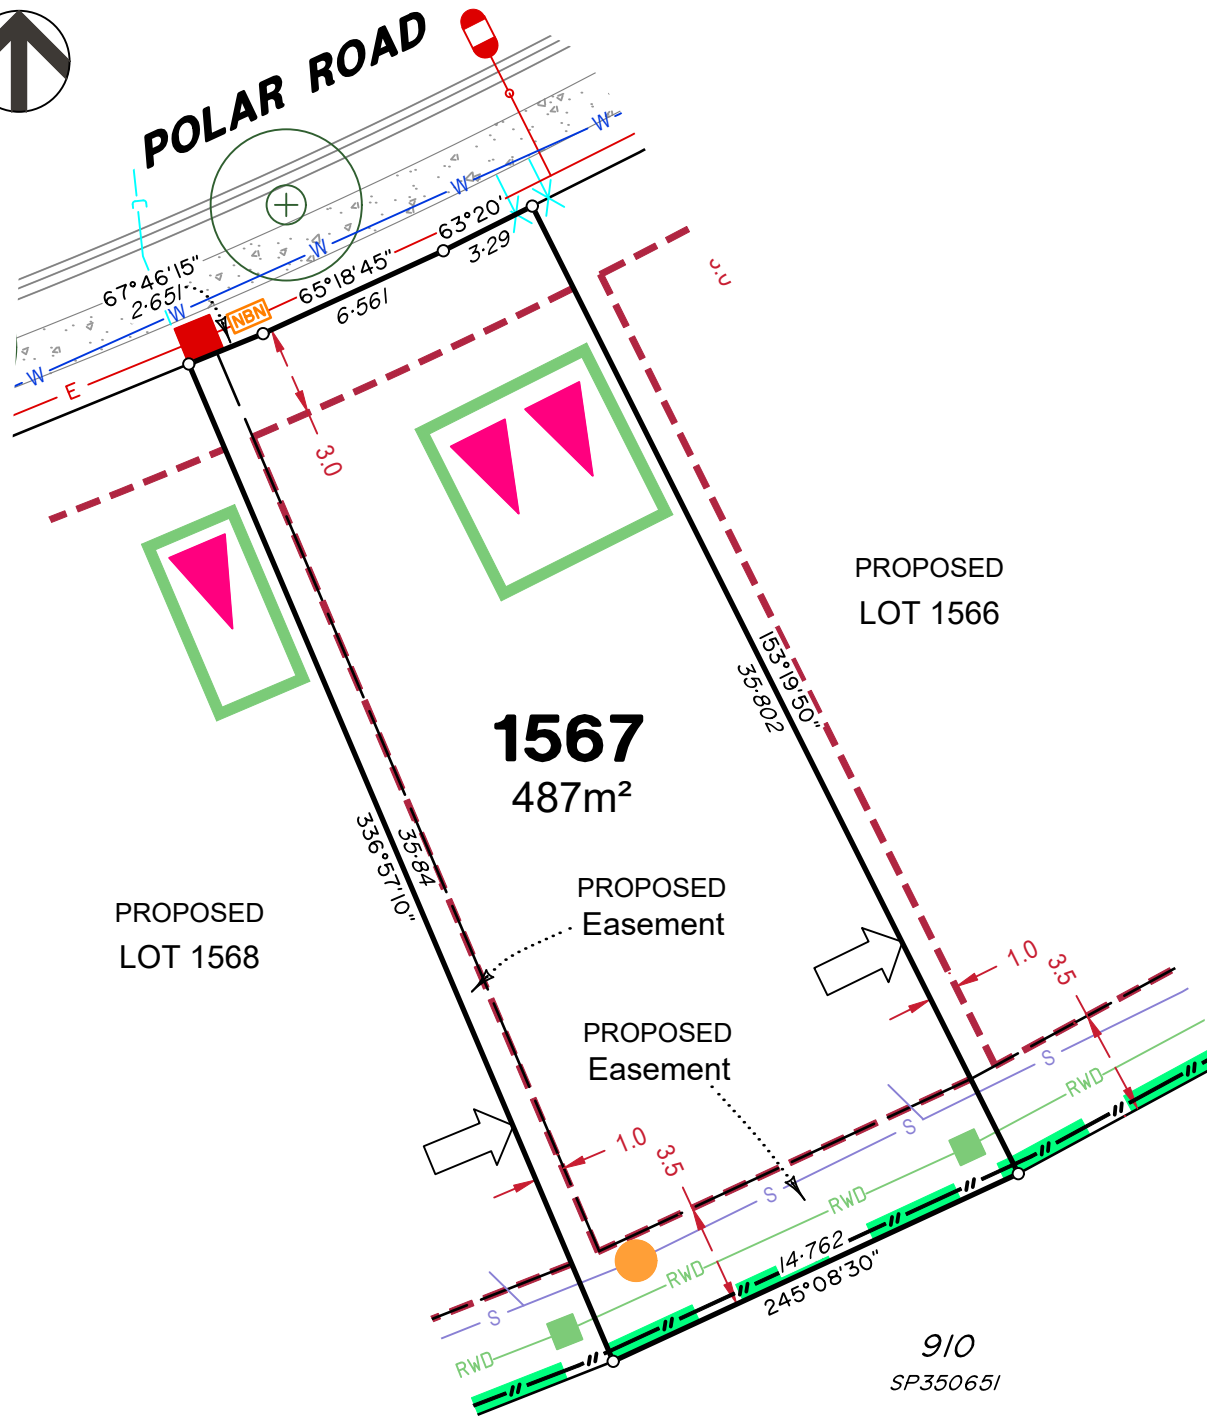 POLAR ROAD
W
W
W
W
W
63°20'
3·29
67°46'15"
2·651
65°18'45"
6·561
NBN
E
3.0
3.0
PROPOSED
LOT 1566
153°19'50"
35·802
1567
487m²
336°57'10"
35·84
PROPOSED
Easement
PROPOSED
LOT 1568
1.0
3.5
PROPOSED
Easement
S
RWD
1.0
3.5
S
S
RWD
RWD
14·762
245°08'30"
S
RWD
910
SP350651